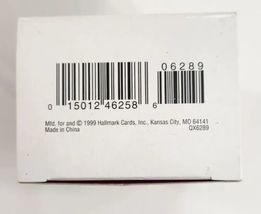 06289
0 15012 46258 6
Mfd. for and © 1999 Hallmark Cards, Inc., Kansas City, MO 64141
Made in China QX6289